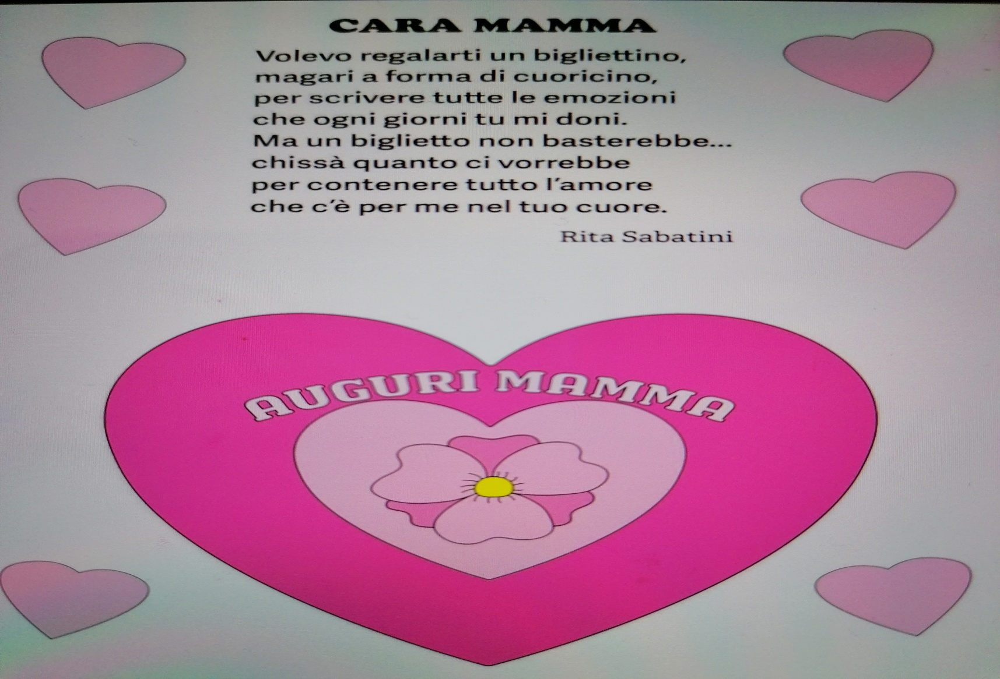 CARA MAMMA
Volevo regalarti un bigliettino,
magari a forma di cuoricino,
per scrivere tutte le emozioni
che ogni giorni tu mi doni.
Ma un biglietto non basterebbe...
chissà quanto ci vorrebbe
per contenere tutto l'amore
che c'è per me nel tuo cuore.
Rita Sabatini
AUGURI MAMMA